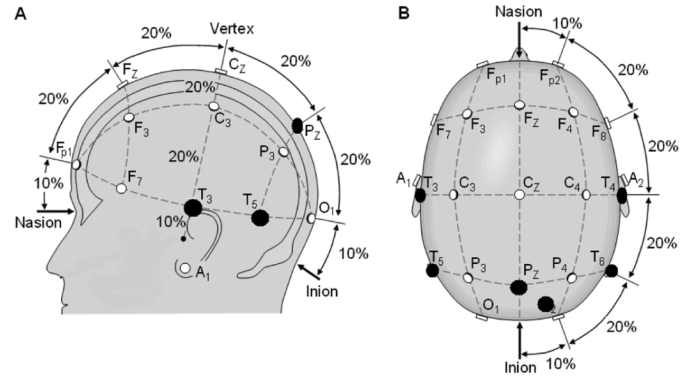 A
Vertex
20%
20%
FZ
CZ
20%
20%
20%
F3
C3
PZ
Fp1
P3
20%
20%
10%
F7
T3
T5
O1
Nasion
10%
10%
A1
Inion
B
Nasion
10%
20%
Fp1
Fp2
F7
F3
FZ
F4
F8
20%
A1
T3
C3
CZ
C4
T4
A2
20%
T5
P3
PZ
P4
T6
O1
2
20%
10%
Inion